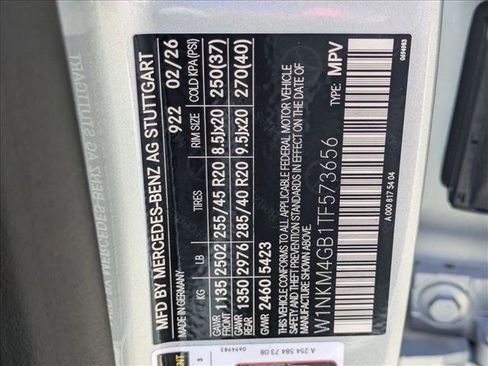 MFD BY MERCEDES-BENZ AG STUTTGART
MADE IN GERMANY 922 02/26
KG LB TIRES RIM SIZE COLD KPA (PSI)
GAWR FRONT 1135 2502 255/45 R20 8.5Jx20 250(37)
GAWR REAR 1350 2976 285/40 R20 9.5Jx20 270(40)
GVWR 2460 5423
THIS VEHICLE CONFORMS TO ALL APPLICABLE FEDERAL MOTOR VEHICLE
SAFETY AND THEFT PREVENTION STANDARDS IN EFFECT ON THE DATE OF
MANUFACTURE SHOWN ABOVE.
W1NKM4GB1TF573656 TYPE: MPV
A 000 817 54 04
0694983
A 254 584 73 08
0694983
3